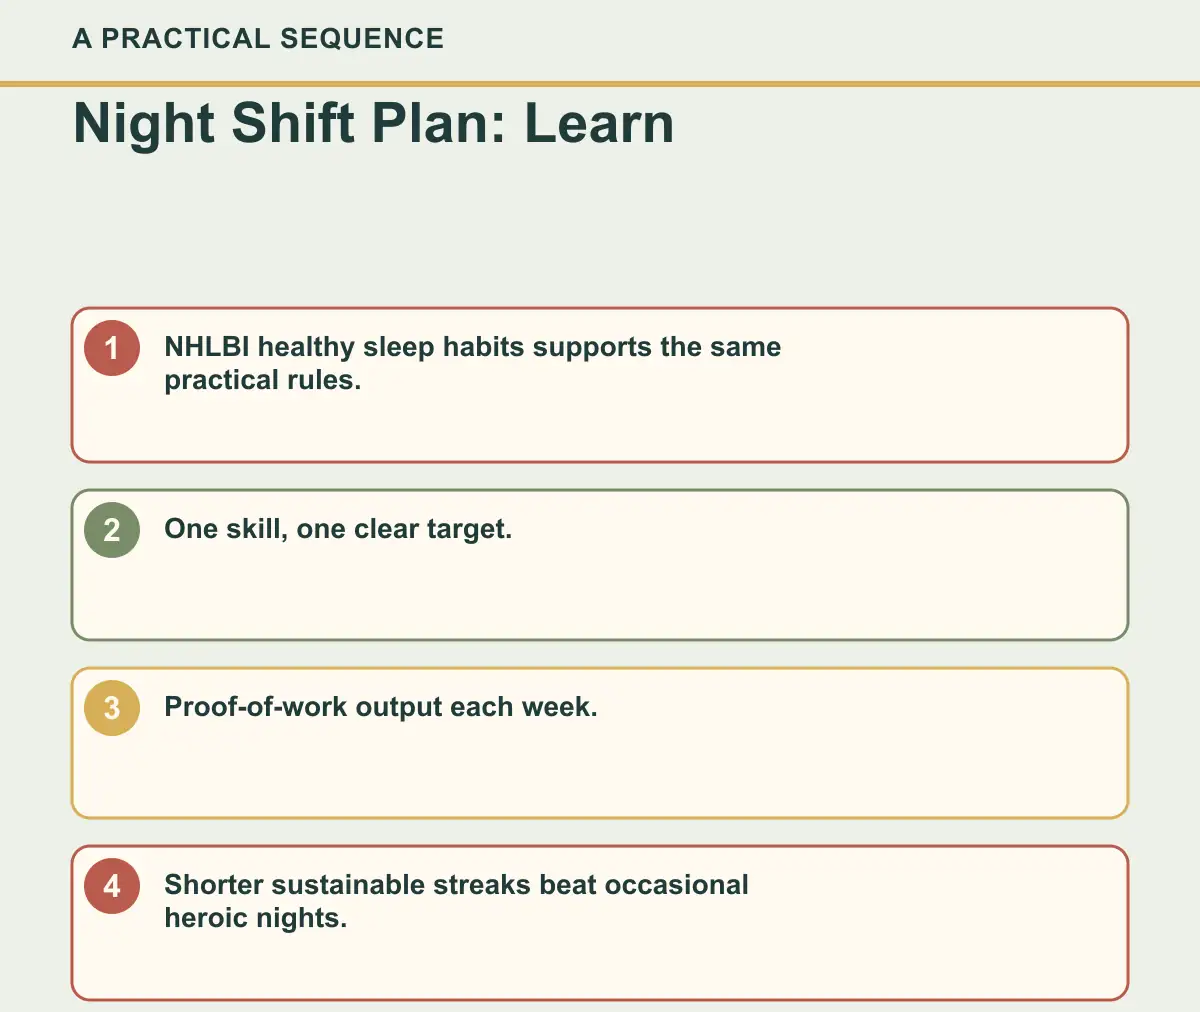 A PRACTICAL SEQUENCE
Night Shift Plan: Learn
1
NHLBI healthy sleep habits supports the same
practical rules.
2
One skill, one clear target.
3
Proof-of-work output each week.
4
Shorter sustainable streaks beat occasional
heroic nights.